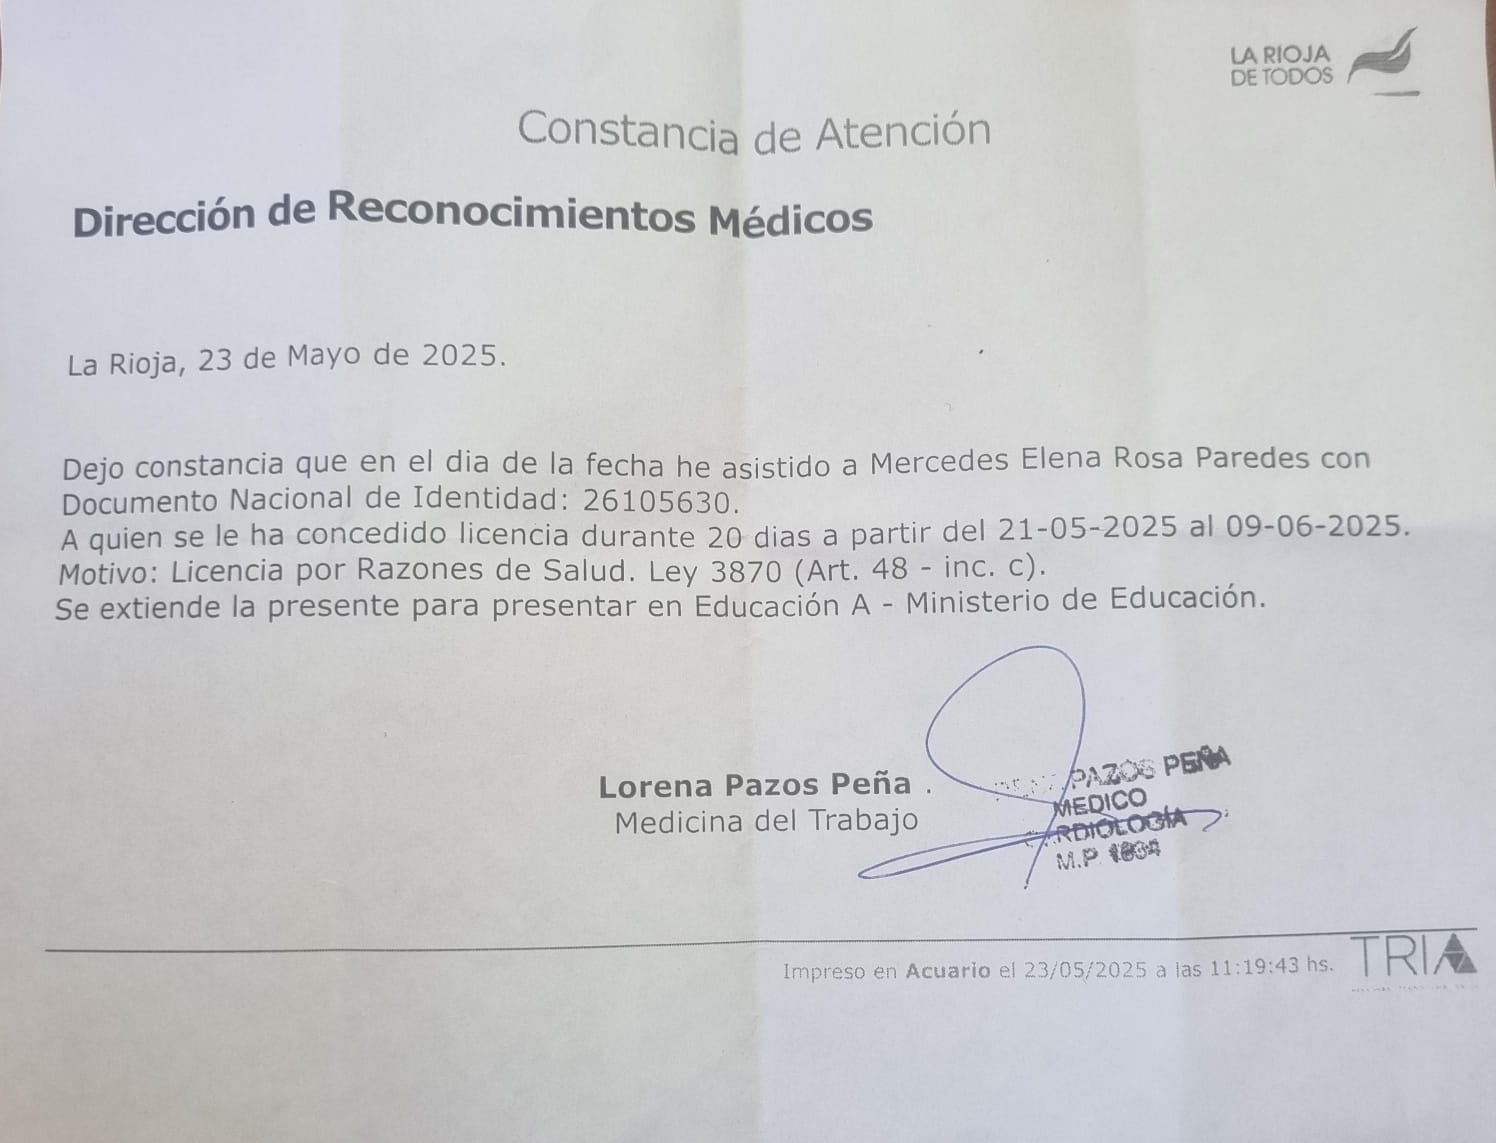 LA RIOJA
DE TODOS
Constancia de Atención
Dirección de Reconocimientos Médicos
La Rioja, 23 de Mayo de 2025.
Dejo constancia que en el dia de la fecha he asistido a Mercedes Elena Rosa Paredes con
Documento Nacional de Identidad: 26105630.
A quien se le ha concedido licencia durante 20 dias a partir del 21-05-2025 al 09-06-2025.
Motivo: Licencia por Razones de Salud. Ley 3870 (Art. 48 - inc. c).
Se extiende la presente para presentar en Educación A - Ministerio de Educación.
Lorena Pazos Peña .
Medicina del Trabajo
PAZOS PEÑA
MEDICO
RDIOLOGÍA
M.P.
Impreso en Acuario el 23/05/2025 a las 11:19:43 hs.
TRIA